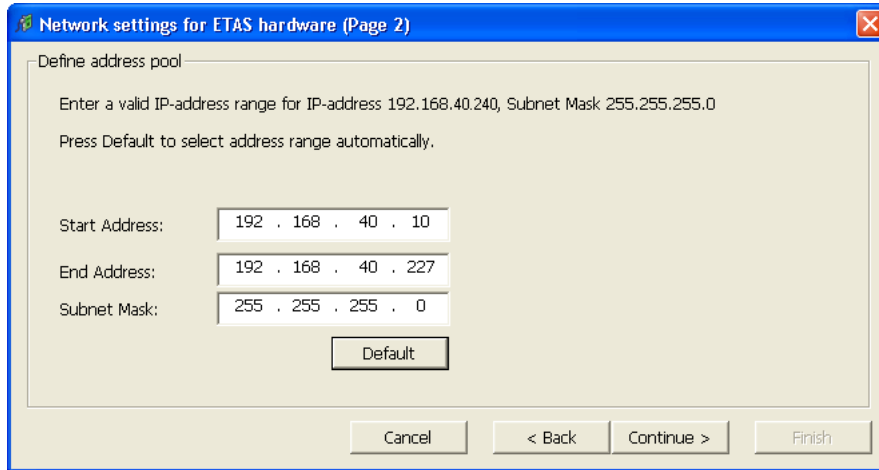 Network settings for ETAS hardware (Page 2)
Define address pool
Enter a valid IP-address range for IP-address 192.168.40.240, Subnet Mask 255.255.255.0
Press Default to select address range automatically.
Start Address: 192 . 168 . 40 . 10
End Address: 192 . 168 . 40 . 227
Subnet Mask: 255 . 255 . 255 . 0
Default
Cancel < Back Continue > Finish